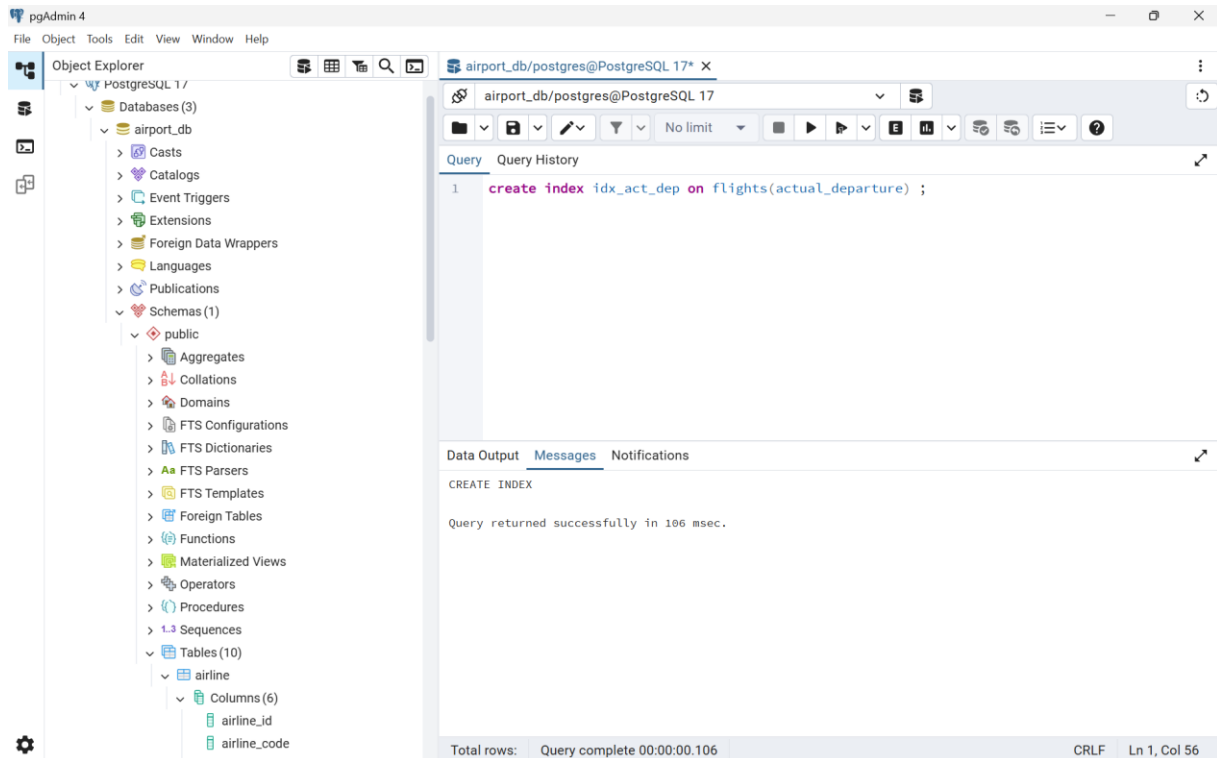 pgAdmin 4
File Object Tools Edit View Window Help
Object Explorer
PostgreSQL 17
Databases (3)
airport_db
Casts
Catalogs
Event Triggers
Extensions
Foreign Data Wrappers
Languages
Publications
Schemas (1)
public
Aggregates
Collations
Domains
FTS Configurations
FTS Dictionaries
Aa FTS Parsers
FTS Templates
Foreign Tables
Functions
Materialized Views
Operators
Procedures
1..3 Sequences
Tables (10)
airline
Columns (6)
airline_id
airline_code
airport_db/postgres@PostgreSQL 17*
airport_db/postgres@PostgreSQL 17
No limit
E
Query Query History
1 create index idx_act_dep on flights(actual_departure) ;
Data Output Messages Notifications
CREATE INDEX
Query returned successfully in 106 msec.
Total rows: Query complete 00:00:00.106 CRLF Ln 1, Col 56